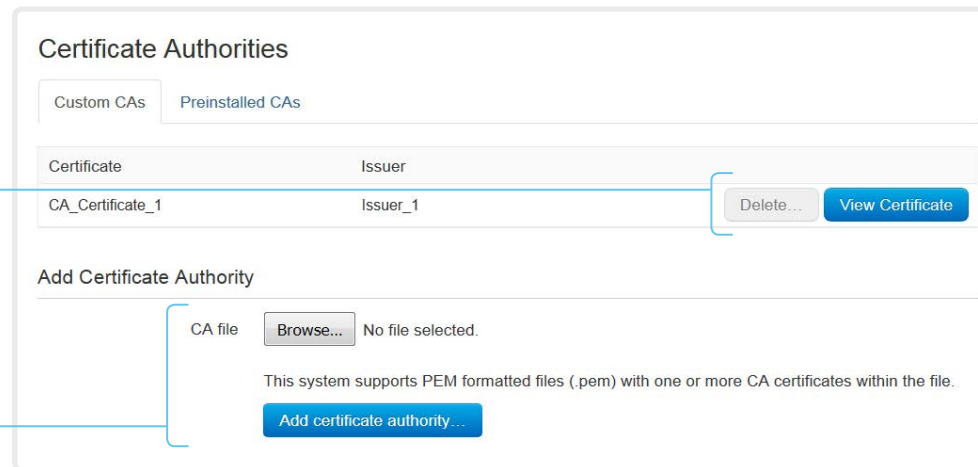 Certificate Authorities
Custom CAs Preinstalled CAs
Certificate Issuer
CA_Certificate_1 Issuer_1 Delete... View Certificate
Add Certificate Authority
CA file Browse... No file selected.
This system supports PEM formatted files (.pem) with one or more CA certificates within the file.
Add certificate authority...